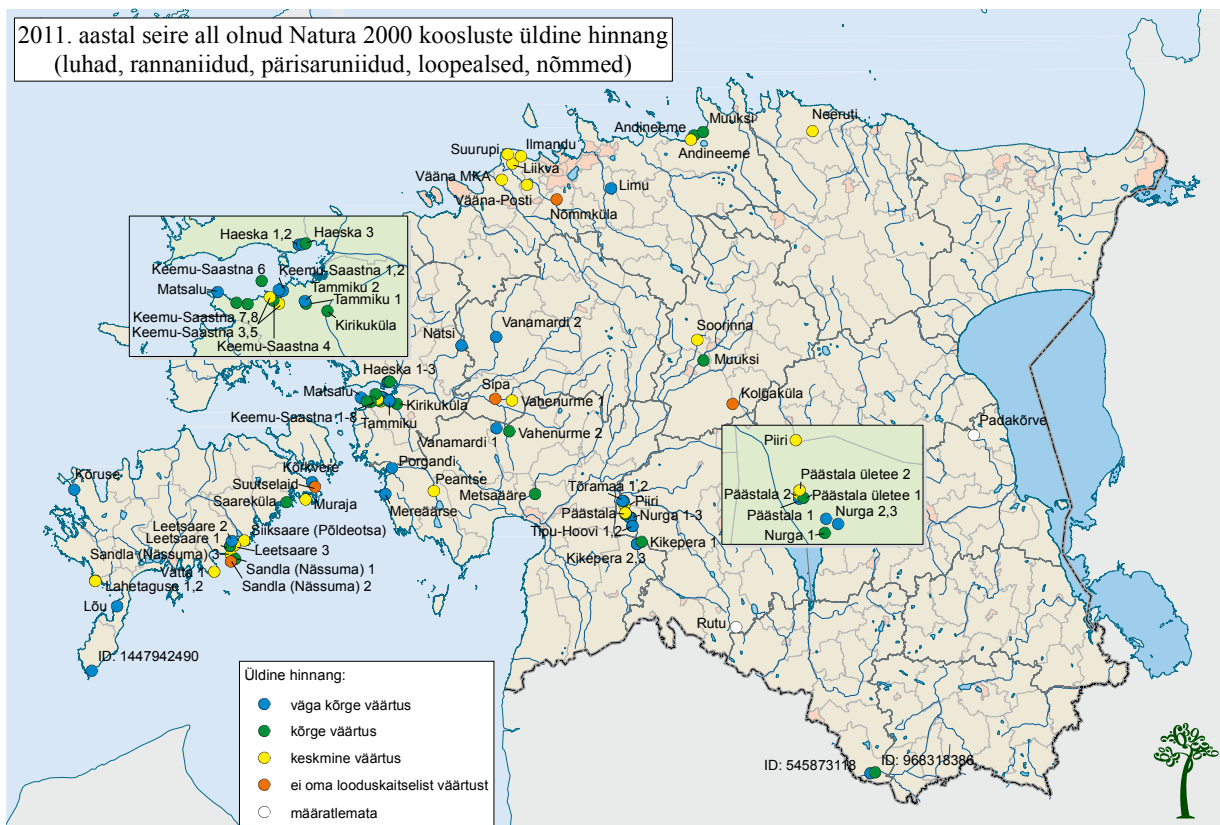 2011. aastal seire all olnud Natura 2000 koosluste üldine hinnang
(luhad, rannaniidud, pärisaruniidud, loopealsed, nõmmed)
Andineeme
Muuksi
Neeruti
Andineeme
Suurupi
Ilmandu
Liikva
Vääna MKA
Vääna-Posti
Nõmmküla
Limu
Haeska 1,2
Haeska 3
Keemu-Saastna 6
Keemu-Saastna 1,2
Matsalu
Tammiku 2
Tammiku 1
Keemu-Saastna 7,8
Kirikuküla
Keemu-Saastna 3,5
Keemu-Saastna 4
Nätsi
Vanamardi 2
Soorinna
Muuksi
Haeska 1-3
Matsalu
Sipa
Vahenurme 1
Kolgaküla
Kirikuküla
Keemu-Saastna 1-8
Tammiku
Vanamardi 1
Vahenurme 2
Padakõrve
Piiri
Päästala ületee 2
Päästala 2
Päästala ületee 1
Päästala 1
Nurga 2,3
Nurga 1
Kõruse
Kõrkvere
Suutselaid
Saareküla
Muraja
Porgandi
Peantse
Mereäärse
Metsaääre
Tõramaa 1,2
Piiri
Päästala
Nurga 1-3
Tipu-Hoovi 1,2
Kikepera 1
Kikepera 2,3
Leetsaare 2
Siiksaare (Põldeotsa)
Leetsaare 1
Leetsaare 3
Sandla (Nässuma) 3
Sandla (Nässuma) 1
Vätta 1
Sandla (Nässuma) 2
Lahetaguse 1,2
Lõu
ID: 1447942490
Rutu
ID: 545873118
ID: 968318386
Üldine hinnang:
väga kõrge väärtus
kõrge väärtus
keskmine väärtus
ei oma looduskaitselist väärtust
määratlemata